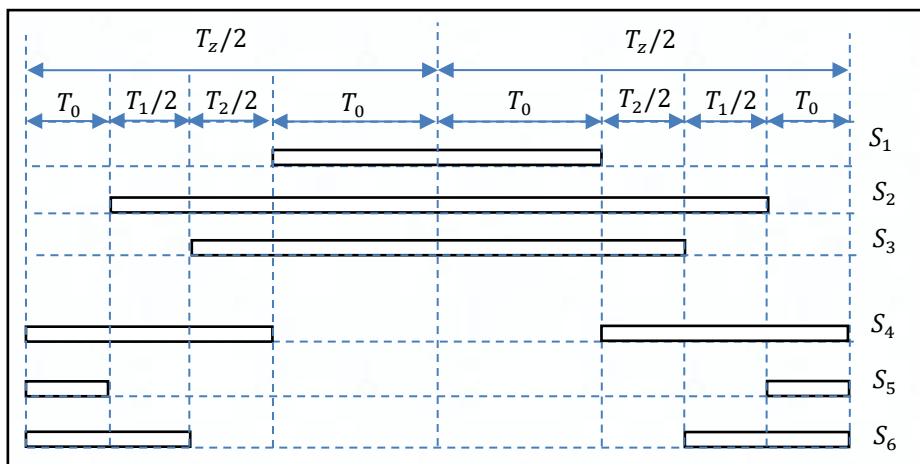 T_z/2 T_z/2
T_0 T_1/2 T_2/2 T_0 T_0 T_2/2 T_1/2 T_0
S_1
S_2
S_3
S_4
S_5
S_6